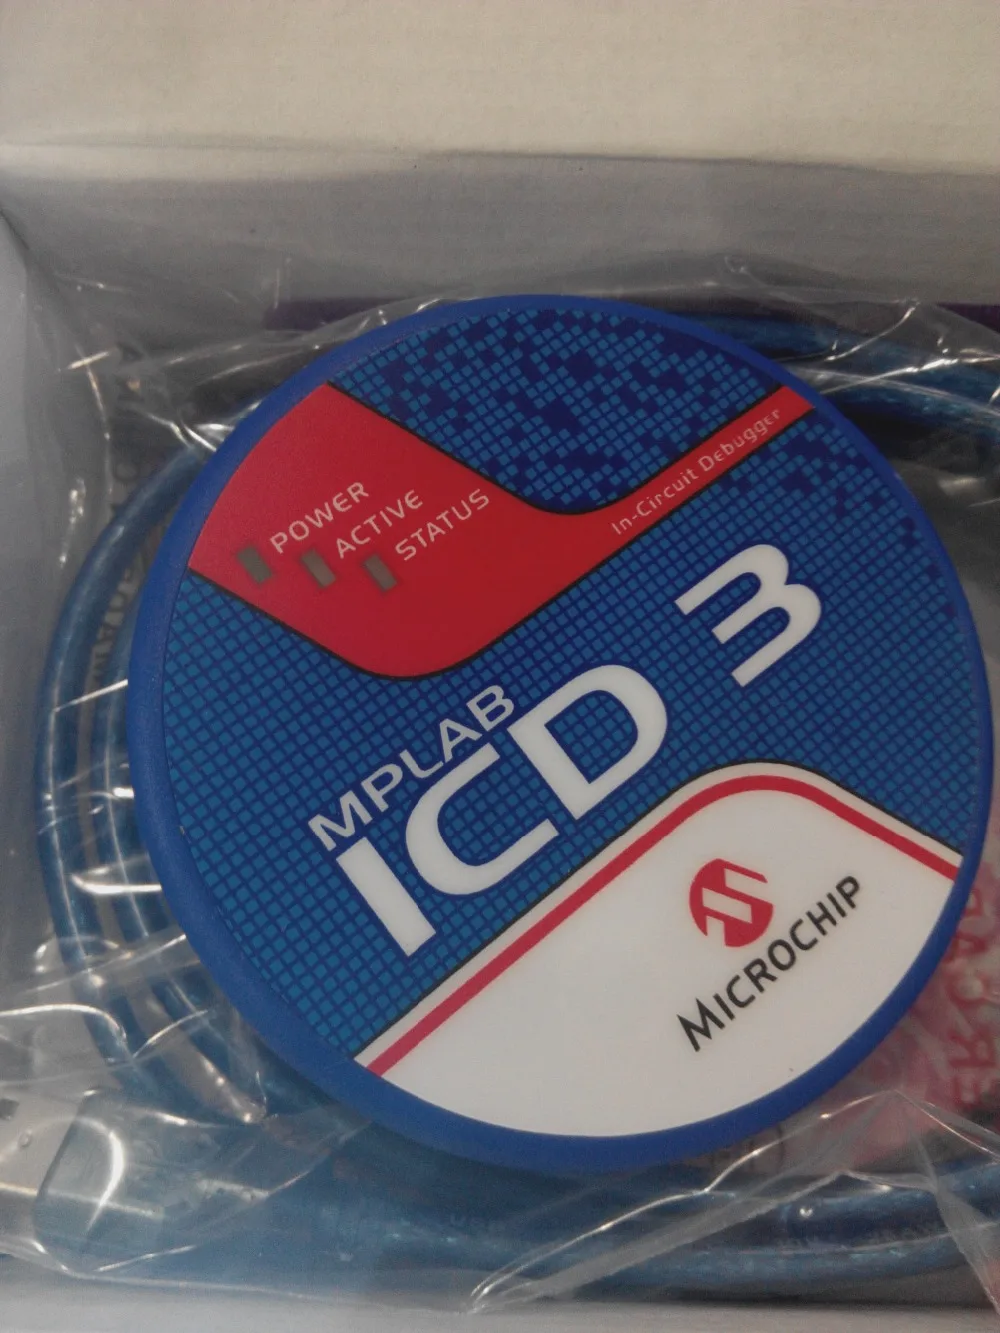 POWER
ACTIVE
STATUS
In-Circuit Debugger
MPLAB
ICD 3
MICROCHIP